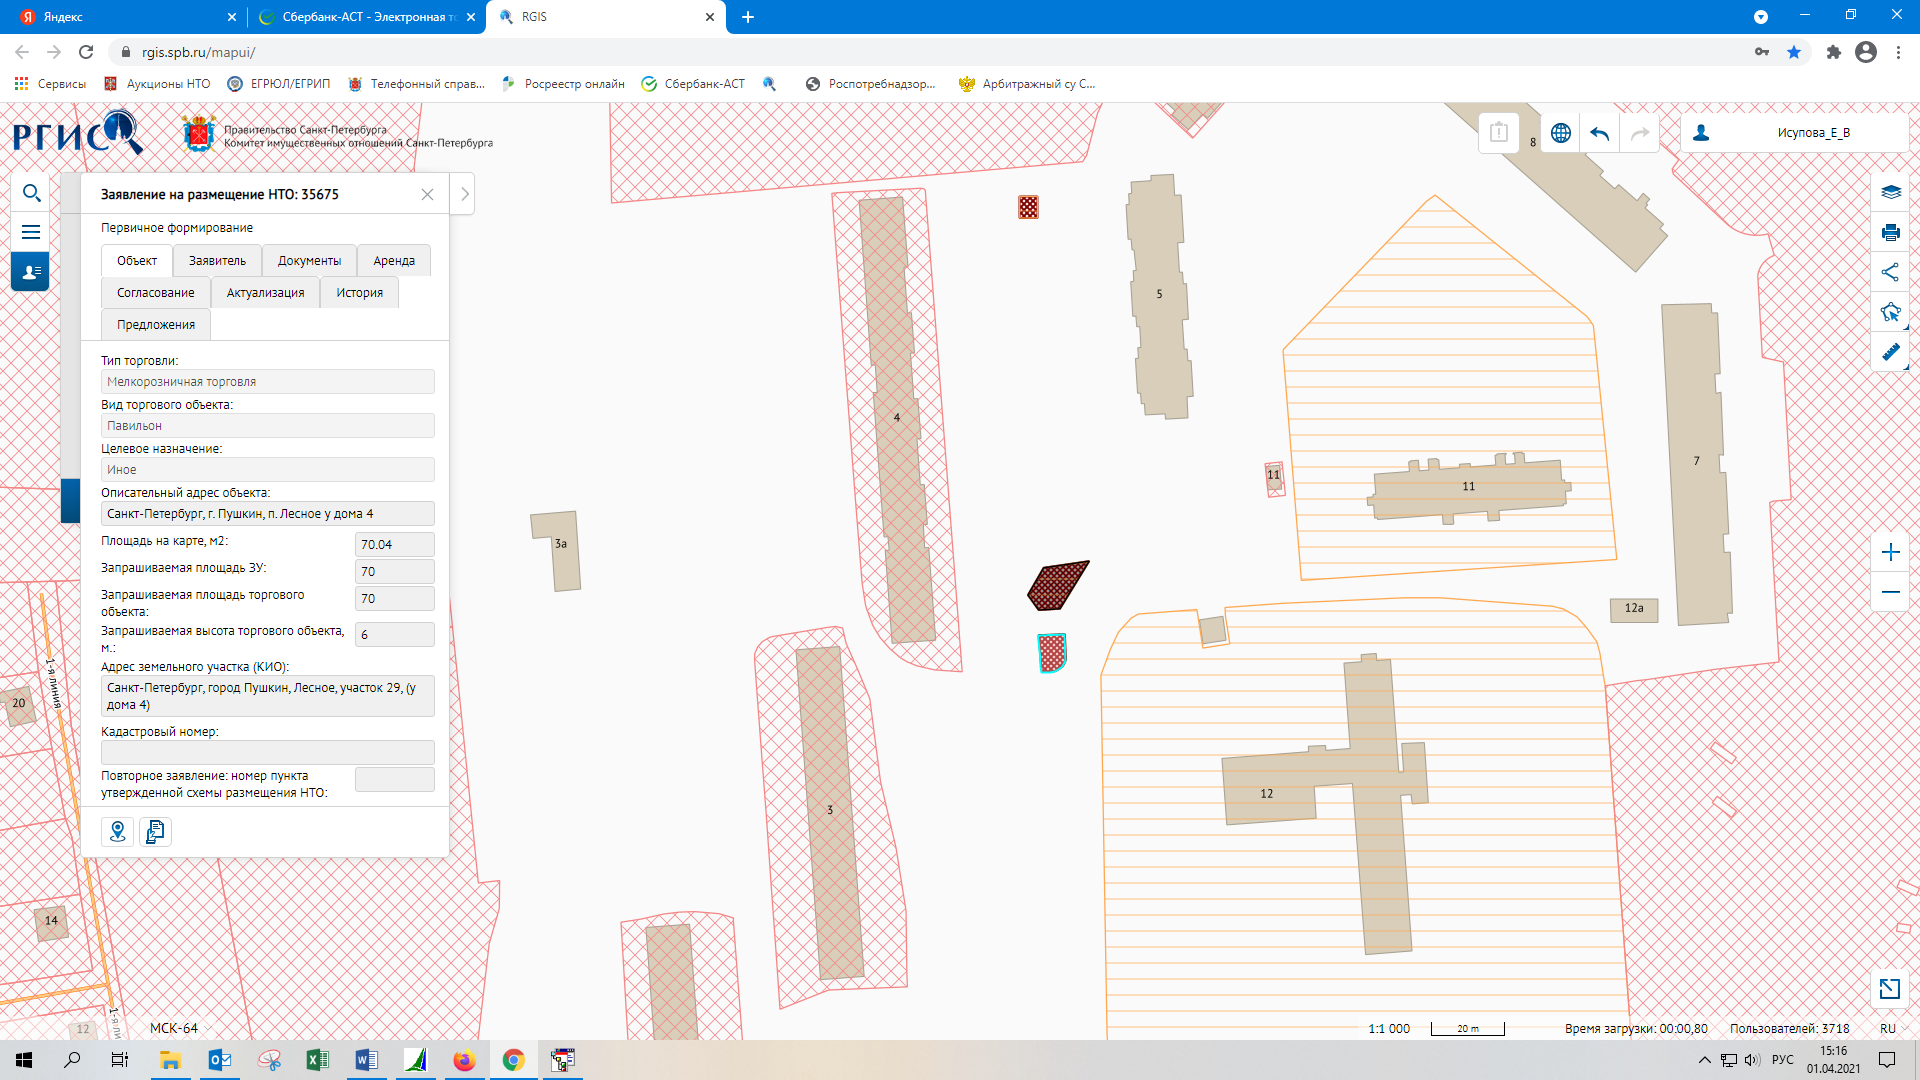 Яндекс
Сбербанк-АСТ - Электронная то
RGIS
rgis.spb.ru/mapui/
Сервисы
Аукционы НТО
ЕГРЮЛ/ЕГРИП
Телефонный справ...
Росреестр онлайн
Сбербанк-АСТ
Роспотребнадзор...
Арбитражный су С...
РГИС
Правительство Санкт-Петербурга
Комитет имущественных отношений Санкт-Петербурга
Исупова_Е_В
Заявление на размещение НТО: 35675
Первичное формирование
Объект
Заявитель
Документы
Аренда
Согласование
Актуализация
История
Предложения
Тип торговли:
Мелкорозничная торговля
Вид торгового объекта:
Павильон
Целевое назначение:
Иное
Описательный адрес объекта:
Санкт-Петербург, г. Пушкин, п. Лесное у дома 4
Площадь на карте, м2:
70.04
Запрашиваемая площадь ЗУ:
70
Запрашиваемая площадь торгового
объекта:
70
Запрашиваемая высота торгового объекта,
м.:
6
Адрес земельного участка (КИО):
Санкт-Петербург, город Пушкин, Лесное, участок 29, (у
дома 4)
Кадастровый номер:
Повторное заявление: номер пункта
утвержденной схемы размещения НТО:
8
5
4
7
11
11
3а
12а
1-я линия
20
12
3
14
12
1-я ли
МСК-64
1:1 000
20 m
Время загрузки: 00:00,80
Пользователей: 3718
RU
РУС
15:16
01.04.2021